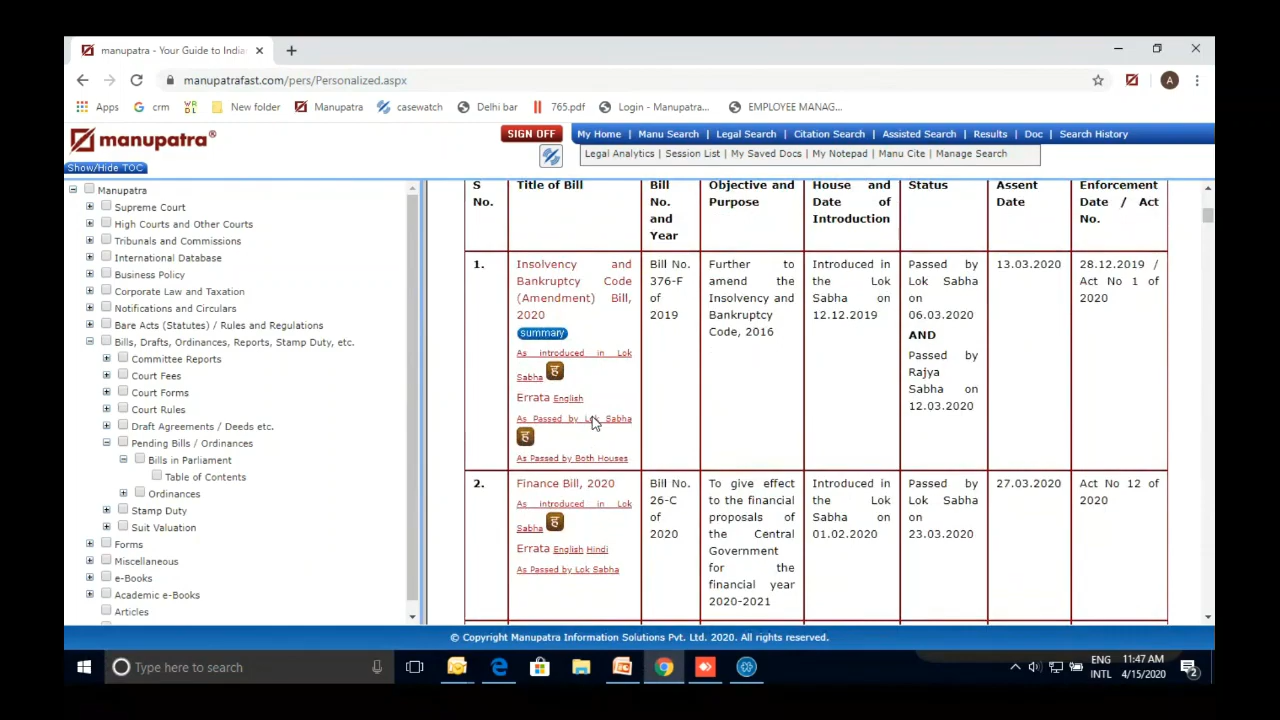 manupatra - Your Guide to India
manupatrafast.com/pers/Personalized.aspx
A
Apps
crm
New folder
Manupatra
casewatch
Delhi bar
765.pdf
Login - Manupatra...
EMPLOYEE MANAG...
manupatra®
SIGN OFF
My Home | Manu Search | Legal Search | Citation Search | Assisted Search | Results | Doc | Search History
Legal Analytics | Session List | My Saved Docs | My Notepad | Manu Cite | Manage Search
Show/Hide TOC
Manupatra
Supreme Court
High Courts and Other Courts
Tribunals and Commissions
International Database
Business Policy
Corporate Law and Taxation
Notifications and Circulars
Bare Acts (Statutes) / Rules and Regulations
Bills, Drafts, Ordinances, Reports, Stamp Duty, etc.
Committee Reports
Court Fees
Court Forms
Court Rules
Draft Agreements / Deeds etc.
Pending Bills / Ordinances
Bills in Parliament
Table of Contents
Ordinances
Stamp Duty
Suit Valuation
Forms
Miscellaneous
e-Books
Academic e-Books
Articles
S
No.
Title of Bill
Bill
No.
and
Year
Objective and
Purpose
House and
Date of
Introduction
Status
Assent
Date
Enforcement
Date / Act
No.
1.
Insolvency and
Bankruptcy Code
(Amendment) Bill,
2020
summary
As introduced in Lok
Sabha ह
Errata English
As Passed by Lok Sabha
ह
As Passed by Both Houses
Bill No.
376-F
of
2019
Further to
amend the
Insolvency and
Bankruptcy
Code, 2016
Introduced in
the Lok
Sabha on
12.12.2019
Passed by
Lok Sabha
on
06.03.2020
AND
Passed by
Rajya
Sabha on
12.03.2020
13.03.2020
28.12.2019 /
Act No 1 of
2020
2.
Finance Bill, 2020
As introduced in Lok
Sabha ह
Errata English Hindi
As Passed by Lok Sabha
Bill No.
26-C
of
2020
To give effect
to the financial
proposals of
the Central
Government
for the
financial year
2020-2021
Introduced in
the Lok
Sabha on
01.02.2020
Passed by
Lok Sabha
on
23.03.2020
27.03.2020
Act No 12 of
2020
© Copyright Manupatra Information Solutions Pvt. Ltd. 2020. All rights reserved.
Type here to search
ENG
INTL
11:47 AM
4/15/2020
2